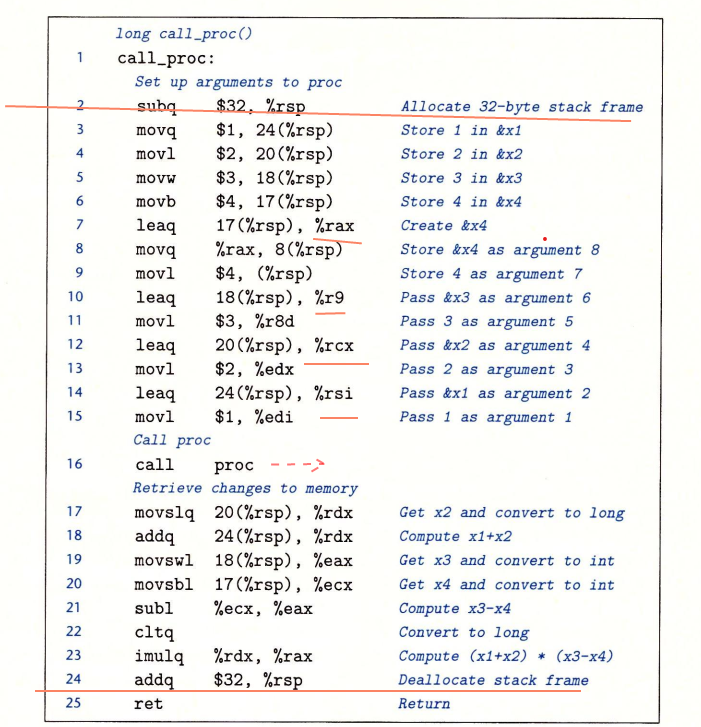 long call_proc()
1 call_proc:
Set up arguments to proc
2 subq $32, %rsp Allocate 32-byte stack frame
3 movq $1, 24(%rsp) Store 1 in &x1
4 movl $2, 20(%rsp) Store 2 in &x2
5 movw $3, 18(%rsp) Store 3 in &x3
6 movb $4, 17(%rsp) Store 4 in &x4
7 leaq 17(%rsp), %rax Create &x4
8 movq %rax, 8(%rsp) Store &x4 as argument 8
9 movl $4, (%rsp) Store 4 as argument 7
10 leaq 18(%rsp), %r9 Pass &x3 as argument 6
11 movl $3, %r8d Pass 3 as argument 5
12 leaq 20(%rsp), %rcx Pass &x2 as argument 4
13 movl $2, %edx Pass 2 as argument 3
14 leaq 24(%rsp), %rsi Pass &x1 as argument 2
15 movl $1, %edi Pass 1 as argument 1
Call proc
16 call proc
Retrieve changes to memory
17 movslq 20(%rsp), %rdx Get x2 and convert to long
18 addq 24(%rsp), %rdx Compute x1+x2
19 movswl 18(%rsp), %eax Get x3 and convert to int
20 movsbl 17(%rsp), %ecx Get x4 and convert to int
21 subl %ecx, %eax Compute x3-x4
22 cltq Convert to long
23 imulq %rdx, %rax Compute (x1+x2) * (x3-x4)
24 addq $32, %rsp Deallocate stack frame
25 ret Return